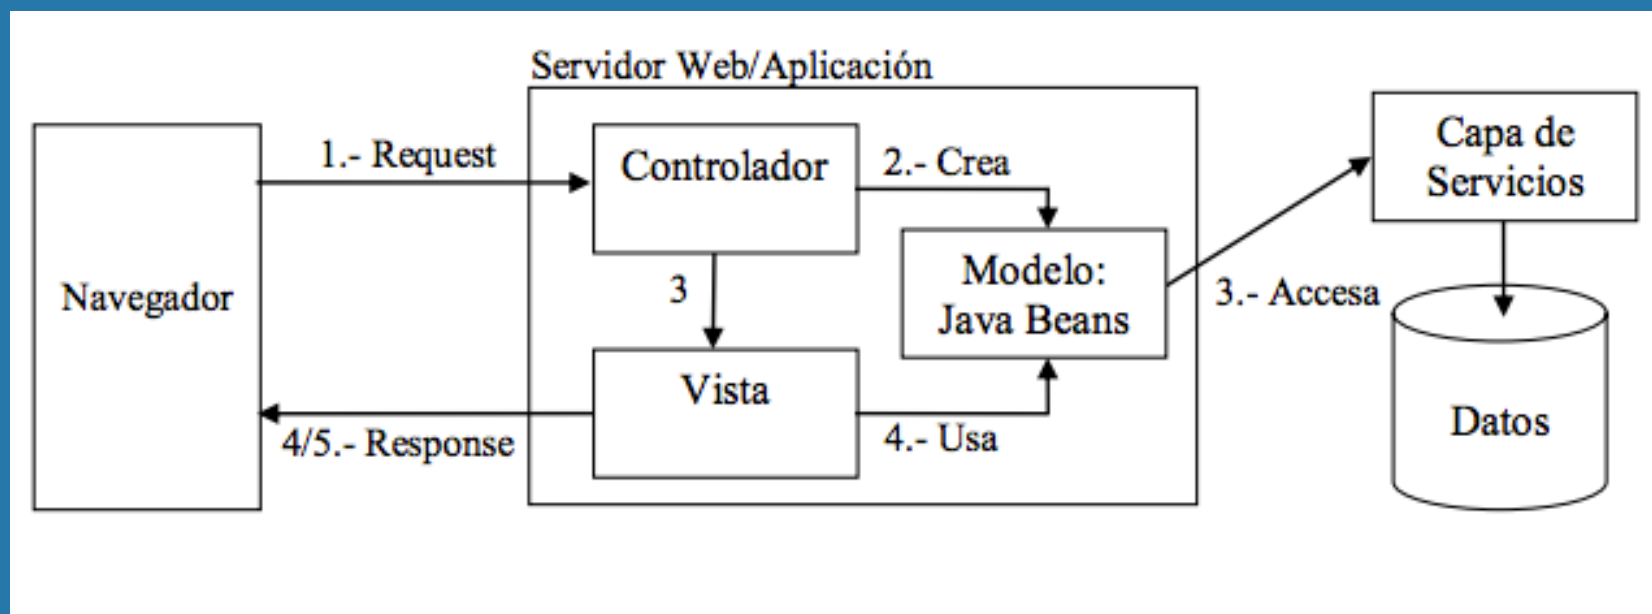 Servidor Web/Aplicación
Navegador
1.- Request
Controlador
2.- Crea
Modelo:
Java Beans
3
Vista
4/5.- Response
4.- Usa
3.- Accesa
Capa de
Servicios
Datos